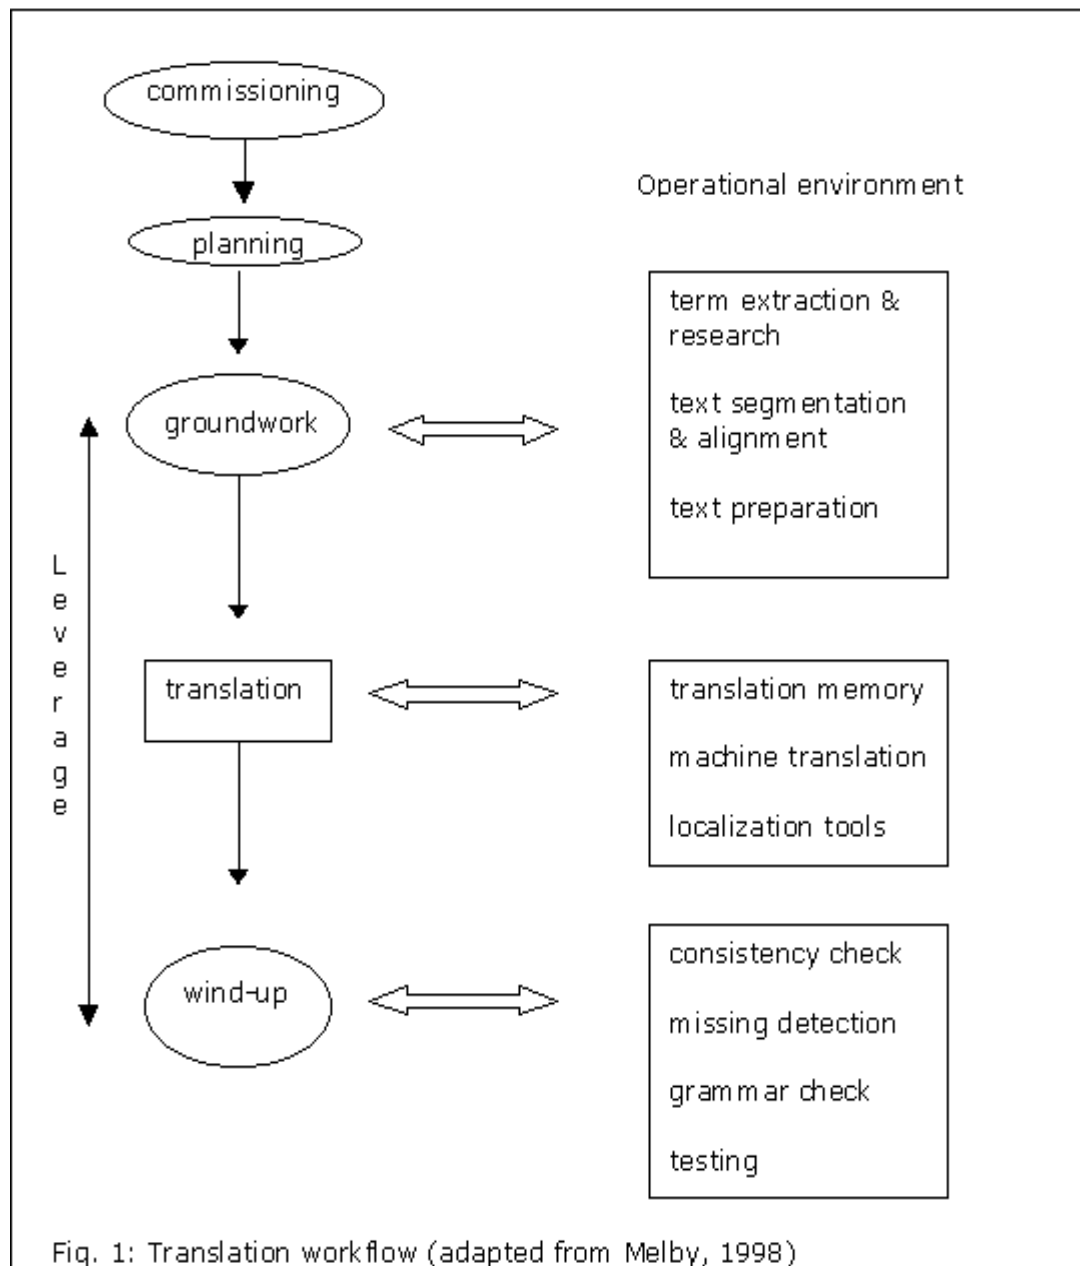 commissioning
planning
groundwork
Leverage
translation
wind-up
Operational environment
term extraction &
research
text segmentation
& alignment
text preparation
translation memory
machine translation
localization tools
consistency check
missing detection
grammar check
testing
Fig. 1: Translation workflow (adapted from Melby, 1998)